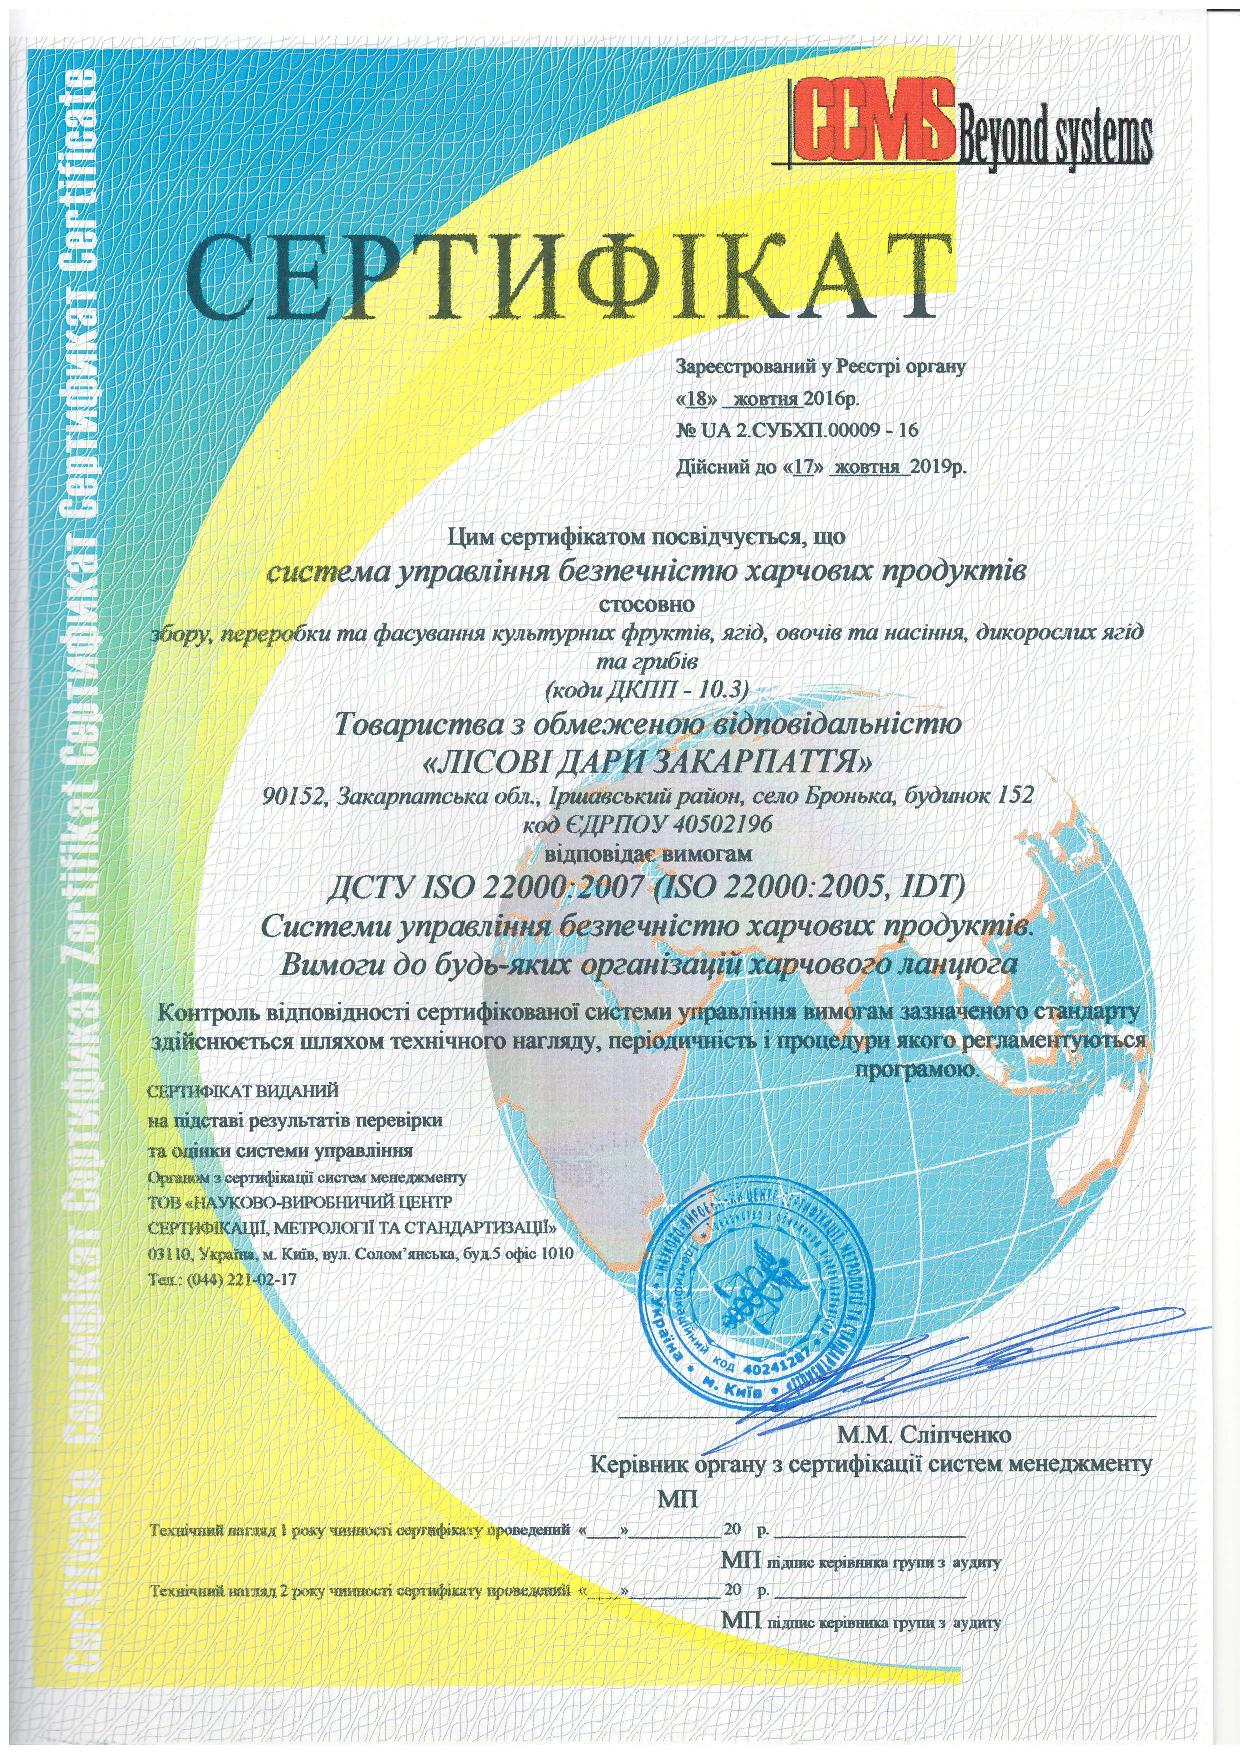 CCMS Beyond systems
Certificato Сертифікат Сертификат Zertifikat Сертификат Сертифікат Certificate
СЕРТИФІКАТ
Зареєстрований у Реєстрі органу
«18» жовтня 2016р.
№ UA 2.СУБХП.00009 - 16
Дійсний до «17» жовтня 2019р.
Цим сертифікатом посвідчується, що
система управління безпечністю харчових продуктів
стосовно
збору, переробки та фасування культурних фруктів, ягід, овочів та насіння, дикорослих ягід
та грибів
(коди ДКПП - 10.3)
Товариства з обмеженою відповідальністю
«ЛІСОВІ ДАРИ ЗАКАРПАТТЯ»
90152, Закарпатська обл., Іршавський район, село Бронька, будинок 152
код ЄДРПОУ 40502196
відповідає вимогам
ДСТУ ISO 22000:2007 (ISO 22000:2005, IDT)
Системи управління безпечністю харчових продуктів.
Вимоги до будь-яких організацій харчового ланцюга
Контроль відповідності сертифікованої системи управління вимогам зазначеного стандарту
здійснюється шляхом технічного нагляду, періодичність і процедури якого регламентуються
програмою.
СЕРТИФІКАТ ВИДАНИЙ
на підставі результатів перевірки
та оцінки системи управління
Органом з сертифікації систем менеджменту
ТОВ «НАУКОВО-ВИРОБНИЧИЙ ЦЕНТР
СЕРТИФІКАЦІЇ, МЕТРОЛОГІЇ ТА СТАНДАРТИЗАЦІЇ»
03110, Україна, м. Київ, вул. Солом’янська, буд.5 офіс 1010
Тел.: (044) 221-02-17
Україна * м. Київ *
код 40241287
М.М. Сліпченко
Керівник органу з сертифікації систем менеджменту
МП
Технічний нагляд 1 року чинності сертифікату проведений «____»___________ 20 р. ______________________
МП підпис керівника групи з аудиту
Технічний нагляд 2 року чинності сертифікату проведений «____»___________ 20 р. ______________________
МП підпис керівника групи з аудиту